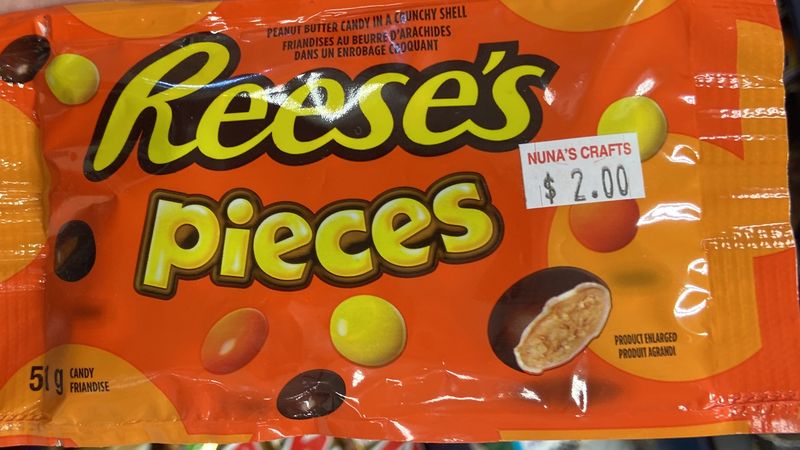 PEANUT BUTTER CANDY IN A CRUNCHY SHELL
FRIANDISES AU BEURRE D'ARACHIDES
DANS UN ENROBAGE CROQUANT
Reese's
pieces
NUNA'S CRAFTS
$ 2.00
PRODUCT ENLARGED
PRODUIT AGRANDI
51 g
CANDY
FRIANDISE